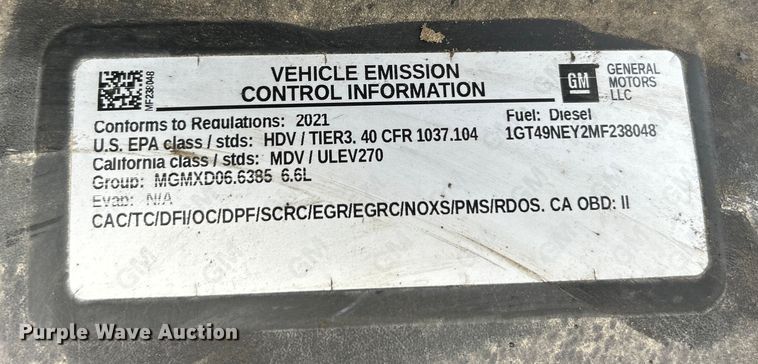 VEHICLE EMISSION
CONTROL INFORMATION
GM
GENERAL
MOTORS
LLC
MF238048
Conforms to Regulations: 2021
Fuel: Diesel
U.S. EPA class / stds: HDV / TIER3, 40 CFR 1037.104
1GT49NEY2MF238048
California class / stds: MDV / ULEV270
Group: MGMXD06.6385 6.6L
Evap: N/A
CAC/TC/DFI/OC/DPF/SCRC/EGR/EGRC/NOXS/PMS/RDOS. CA OBD: II
Purple Wave Auction